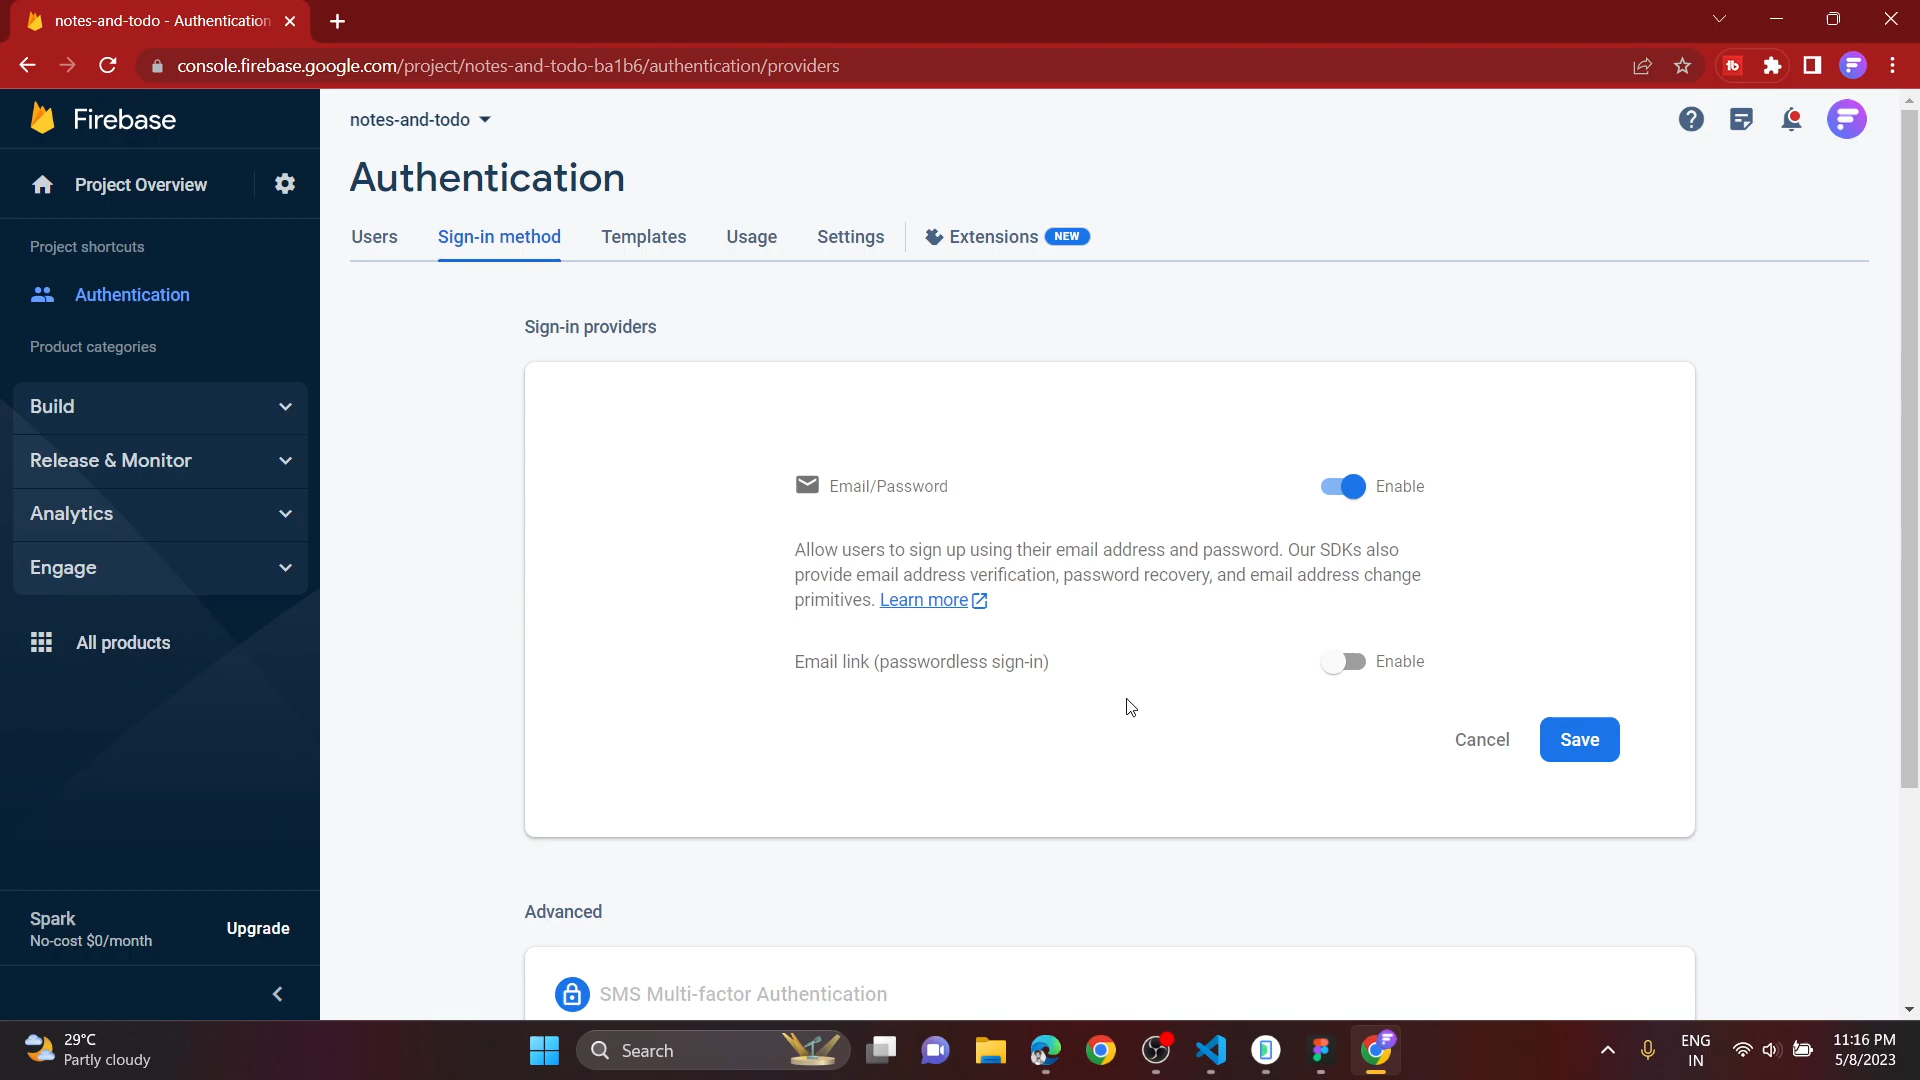 notes-and-todo - Authentication
console.firebase.google.com/project/notes-and-todo-ba1b6/authentication/providers
Firebase
notes-and-todo
Project Overview
Authentication
Users
Sign-in method
Templates
Usage
Settings
Extensions
NEW
Project shortcuts
Authentication
Product categories
Build
Release & Monitor
Analytics
Engage
All products
Sign-in providers
Email/Password
Enable
Allow users to sign up using their email address and password. Our SDKs also
provide email address verification, password recovery, and email address change
primitives. Learn more
Email link (passwordless sign-in)
Enable
Cancel
Save
Advanced
SMS Multi-factor Authentication
Spark
No-cost $0/month
Upgrade
29°C
Partly cloudy
Search
ENG
IN
11:16 PM
5/8/2023